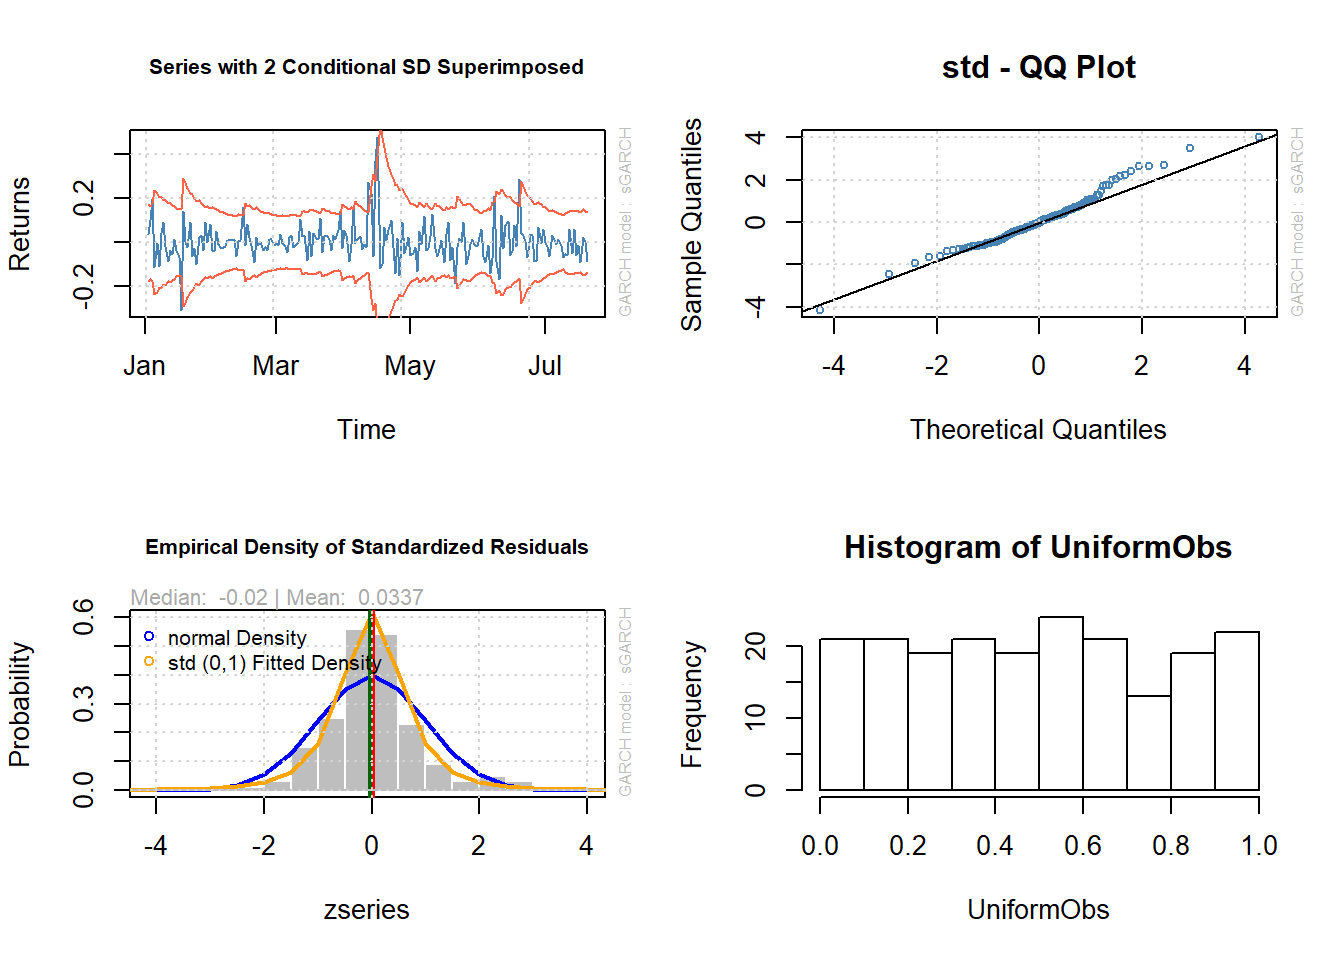 Series with 2 Conditional SD Superimposed
Returns
0.2
-0.2
GARCH model : sGARCH
Jan Mar May Jul
Time
std - QQ Plot
Sample Quantiles
4
2
0
-4
GARCH model : sGARCH
-4 -2 0 2 4
Theoretical Quantiles
Empirical Density of Standardized Residuals
Median: -0.02 | Mean: 0.0337
Probability
0.6
0.3
0.0
normal Density
std (0,1) Fitted Density
GARCH model : sGARCH
-4 -2 0 2 4
zseries
Histogram of UniformObs
Frequency
20
10
0
0.0 0.2 0.4 0.6 0.8 1.0
UniformObs